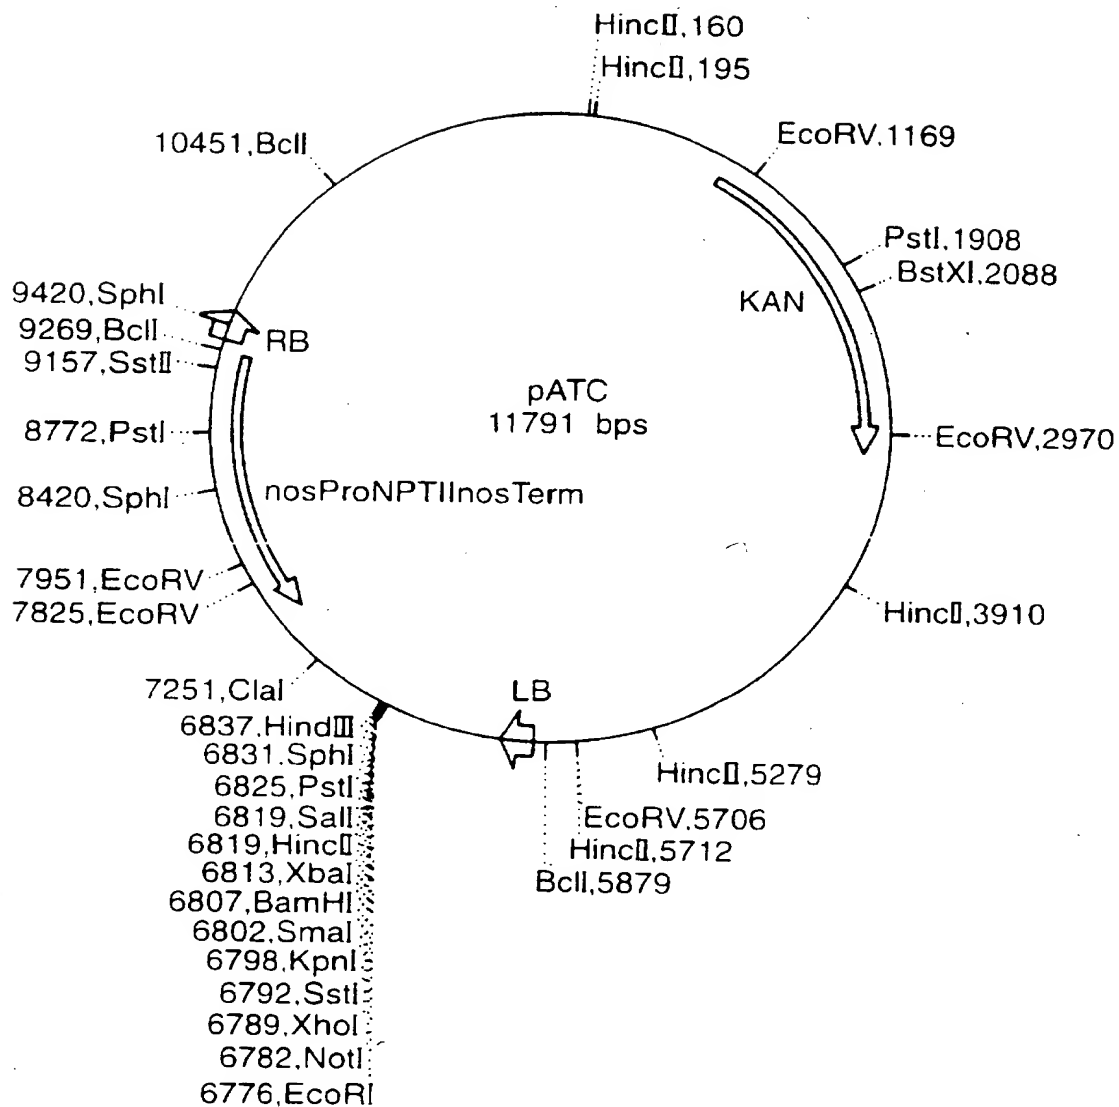 HincⅡ,160
HincⅡ,195
10451,BclI
EcoRV,1169
PstI,1908
BstXI,2088
KAN
9420,SphI
9269,BclI
RB
9157,SstⅡ
pATC
11791 bps
8772,PstI
EcoRV,2970
8420,SphI
nosProNPTIInosTerm
7951,EcoRV
7825,EcoRV
HincⅡ,3910
7251,ClaI
LB
6837,HindⅢ
6831,SphI
6825,PstI
6819,SalI
6819,HincⅡ
6813,XbaI
6807,BamHI
6802,SmaI
6798,KpnI
6792,SstI
6789,XhoI
6782,NotI
6776,EcoRI
HincⅡ,5279
EcoRV,5706
HincⅡ,5712
BclI,5879